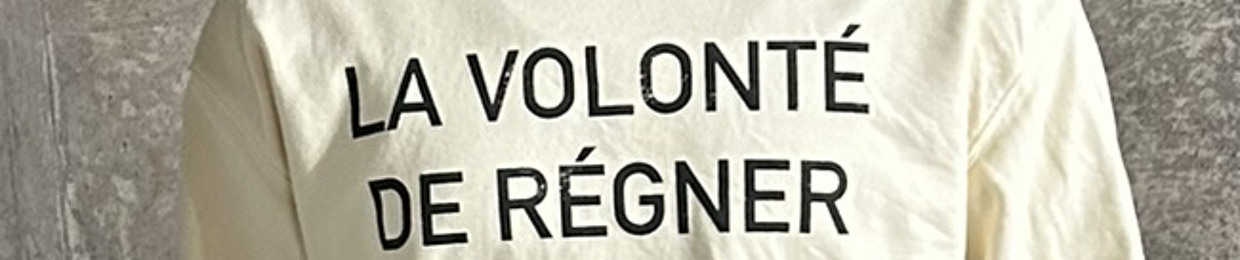 LA VOLONTÉ
DE RÉGNER